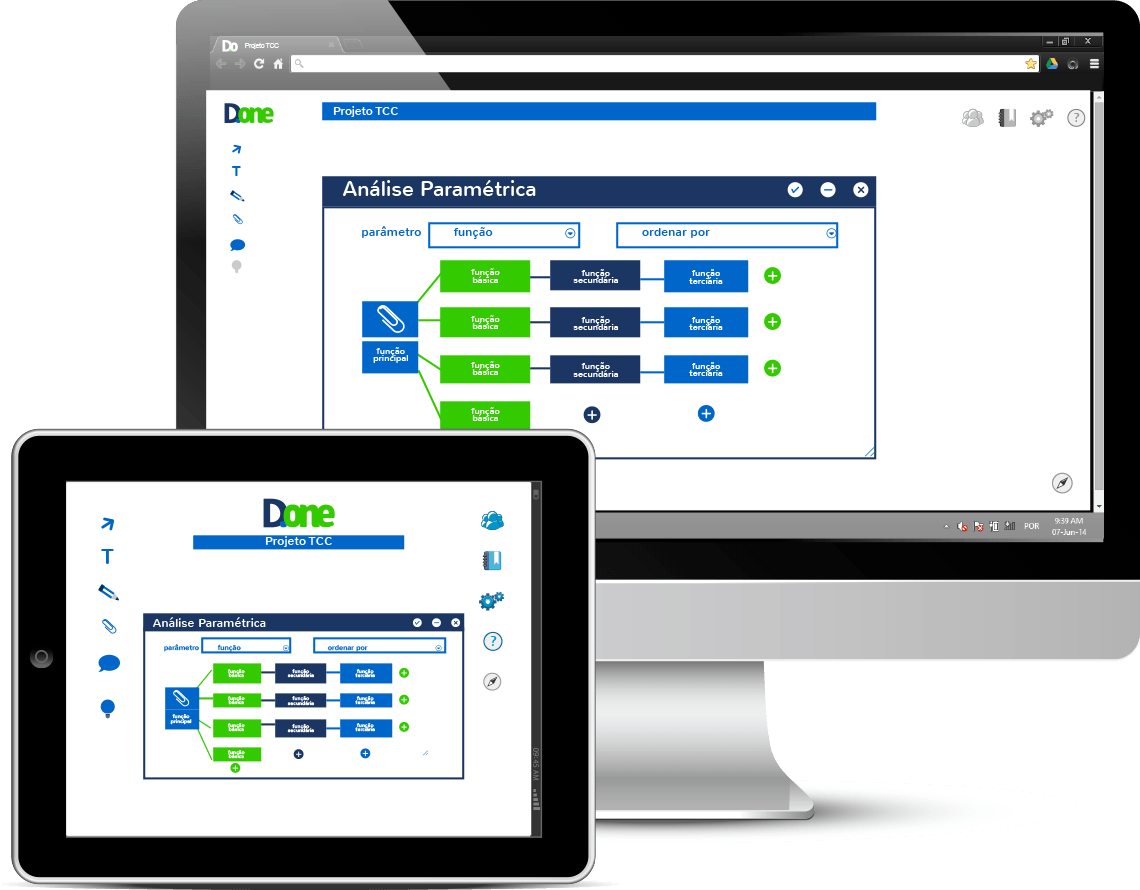 Do Projeto TCC
D.one
Projeto TCC
?
T
Análise Paramétrica
parâmetro função ordenar por
função básica
função secundária
função terciária
função básica
função secundária
função terciária
função principal
função básica
função secundária
função terciária
função básica
POR
9:39 AM
07-Jun-14
D.one
Projeto TCC
T
Análise Paramétrica
parâmetro função ordenar por
função básica
função secundária
função terciária
função básica
função secundária
função terciária
função principal
função básica
função secundária
função terciária
função básica
?
09:45 AM